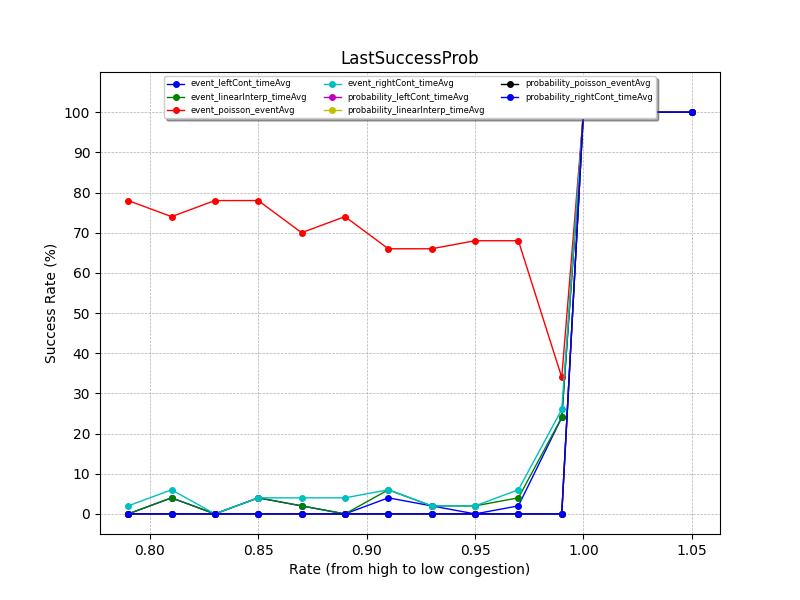 LastSuccessProb
event_leftCont_timeAvg
event_linearInterp_timeAvg
event_poisson_eventAvg
event_rightCont_timeAvg
probability_leftCont_timeAvg
probability_linearInterp_timeAvg
probability_poisson_eventAvg
probability_rightCont_timeAvg
Success Rate (%)
100
90
80
70
60
50
40
30
20
10
0
0.80
0.85
0.90
0.95
1.00
1.05
Rate (from high to low congestion)